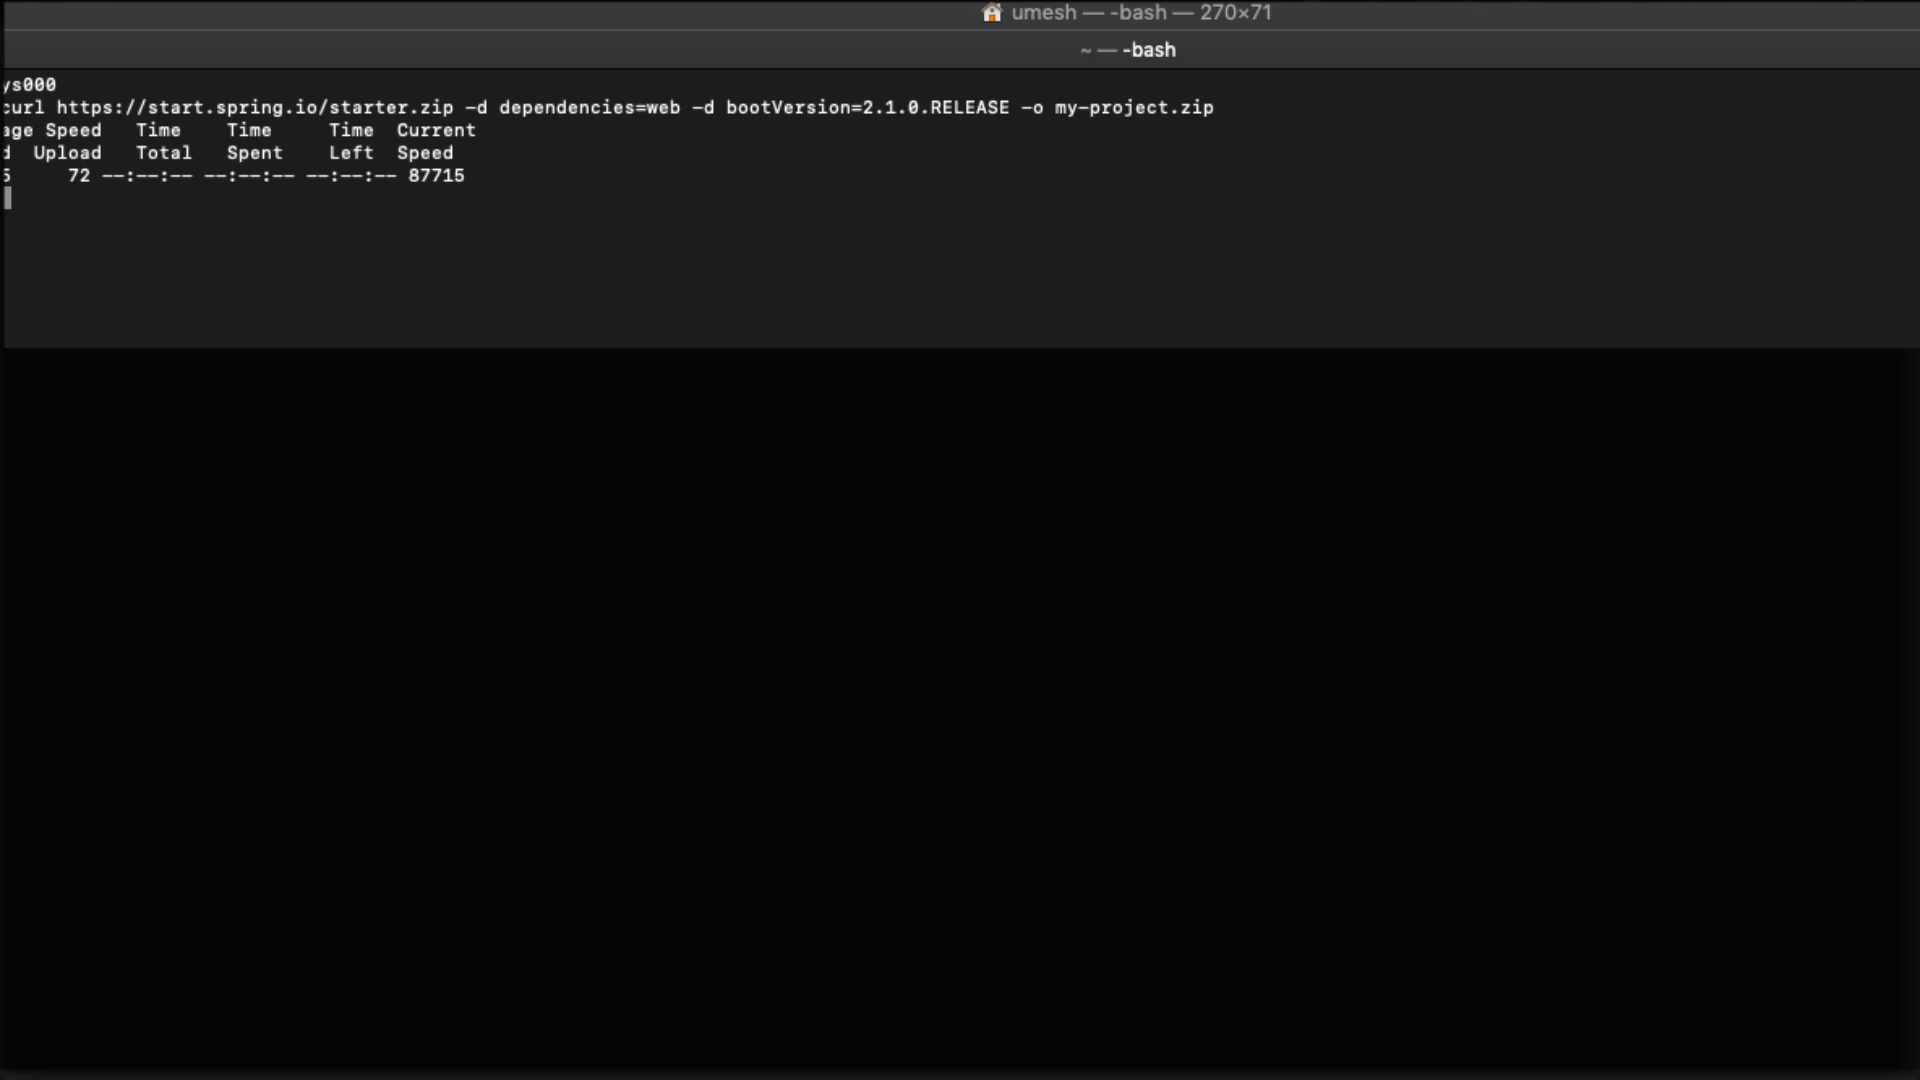 umesh — -bash — 270×71
~ — -bash
ys000
curl https://start.spring.io/starter.zip -d dependencies=web -d bootVersion=2.1.0.RELEASE -o my-project.zip
age Speed Time Time Time Current
d Upload Total Spent Left Speed
5 72 --:--:-- --:--:-- --:--:-- 87715